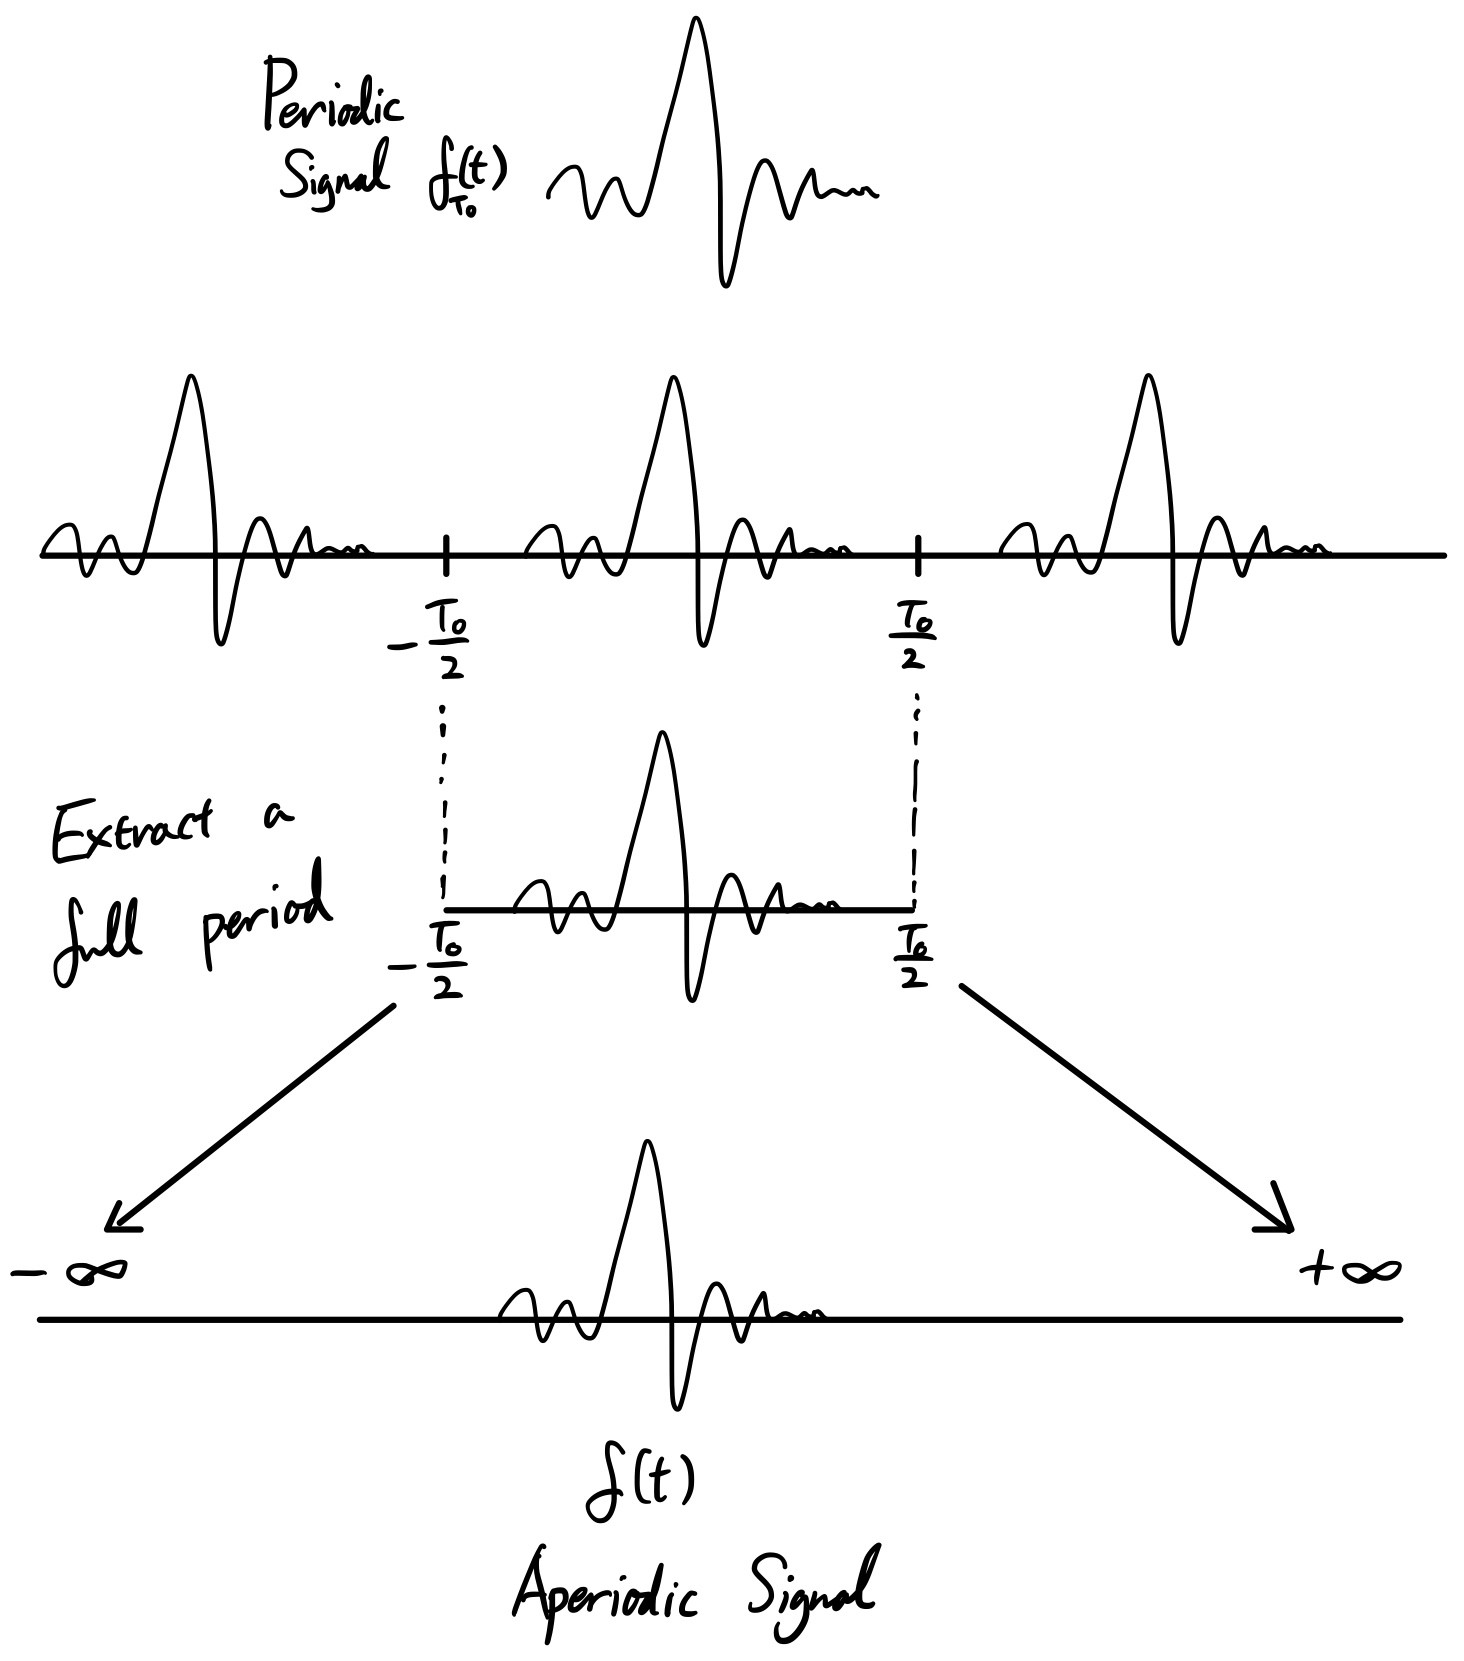 Periodic
Signal f_T₀(t)
-T₀/2
T₀/2
Extract a
full period
-T₀/2
T₀/2
- ∞
+ ∞
f(t)
Aperiodic Signal